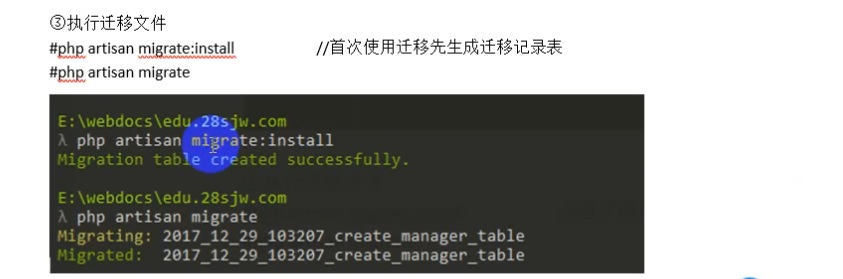 ③执行迁移文件
#php artisan migrate:install //首次使用迁移先生成迁移记录表
#php artisan migrate
E:\webdocs\edu.28sjw.com
λ php artisan migrate:install
Migration table created successfully.
E:\webdocs\edu.28sjw.com
λ php artisan migrate
Migrating: 2017_12_29_103207_create_manager_table
Migrated:  2017_12_29_103207_create_manager_table